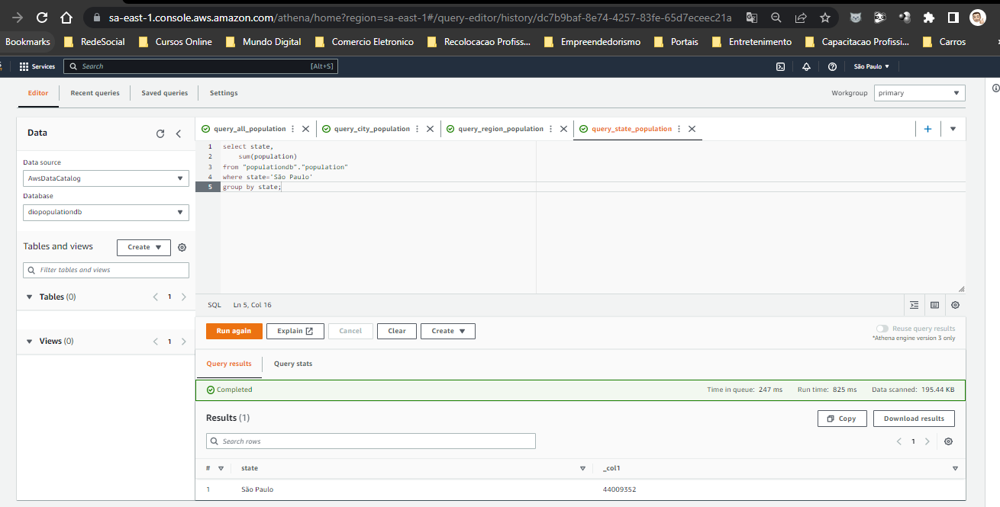 sa-east-1.console.aws.amazon.com/athena/home?region=sa-east-1#/query-editor/history/dc7b9baf-8e74-4257-83fe-65d7eceec21a
Bookmarks RedeSocial Cursos Online Mundo Digital Comercio Eletronico Recolocacao Profiss... Empreendedorismo Portais Entretenimento Capacitacao Profissi... Carros
Services Search [Alt+S] São Paulo
Editor Recent queries Saved queries Settings Workgroup primary
Data
Data source
AwsDataCatalog
Database
diopopulationdb
Tables and views Create
Filter tables and views
Tables (0) 1
Views (0) 1
query_all_population query_city_population query_region_population query_state_population
1 select state,
2 sum(population)
3 from "populationdb"."population"
4 where state='São Paulo'
5 group by state;
SQL Ln 5, Col 16
Run again Explain Cancel Clear Create Reuse query results
*Athena engine version 3 only
Query results Query stats
Completed Time in queue: 247 ms Run time: 825 ms Data scanned: 195.44 KB
Results (1) Copy Download results
Search rows 1
# state _col1
1 São Paulo 44009352